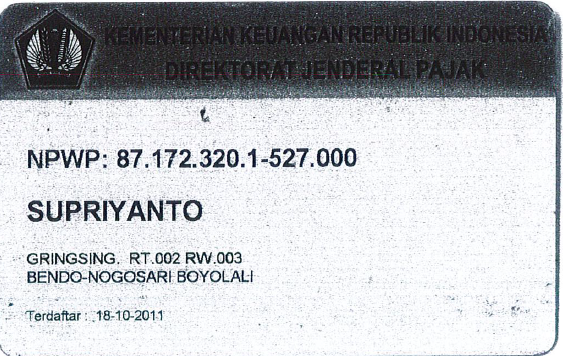 KEMENTERIAN KEUANGAN REPUBLIK INDONESIA
DIREKTORAT JENDERAL PAJAK
NPWP: 87.172.320.1-527.000
SUPRIYANTO
GRINGSING, RT.002 RW.003
BENDO-NOGOSARI BOYOLALI
Terdaftar : 18-10-2011